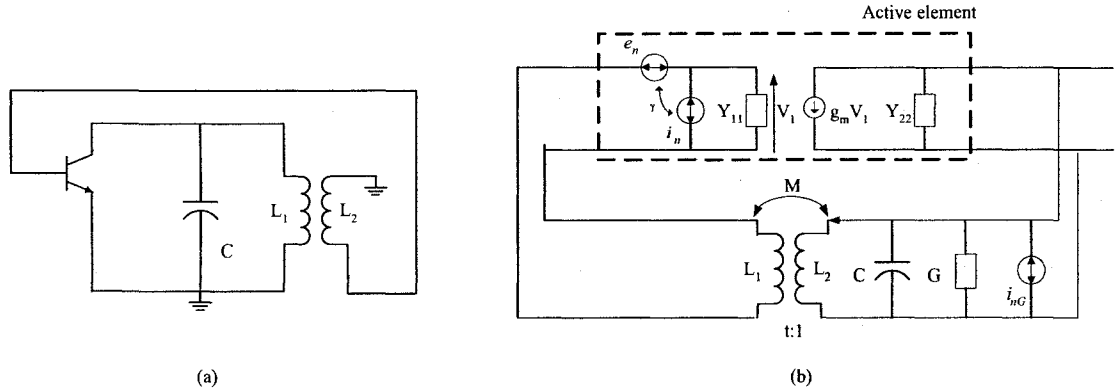 Active element
e_n
γ
i_n
Y_11
V_1
g_m V_1
Y_22
L_1
L_2
C
M
L_1
L_2
C
G
i_nG
t:1
(a)
(b)